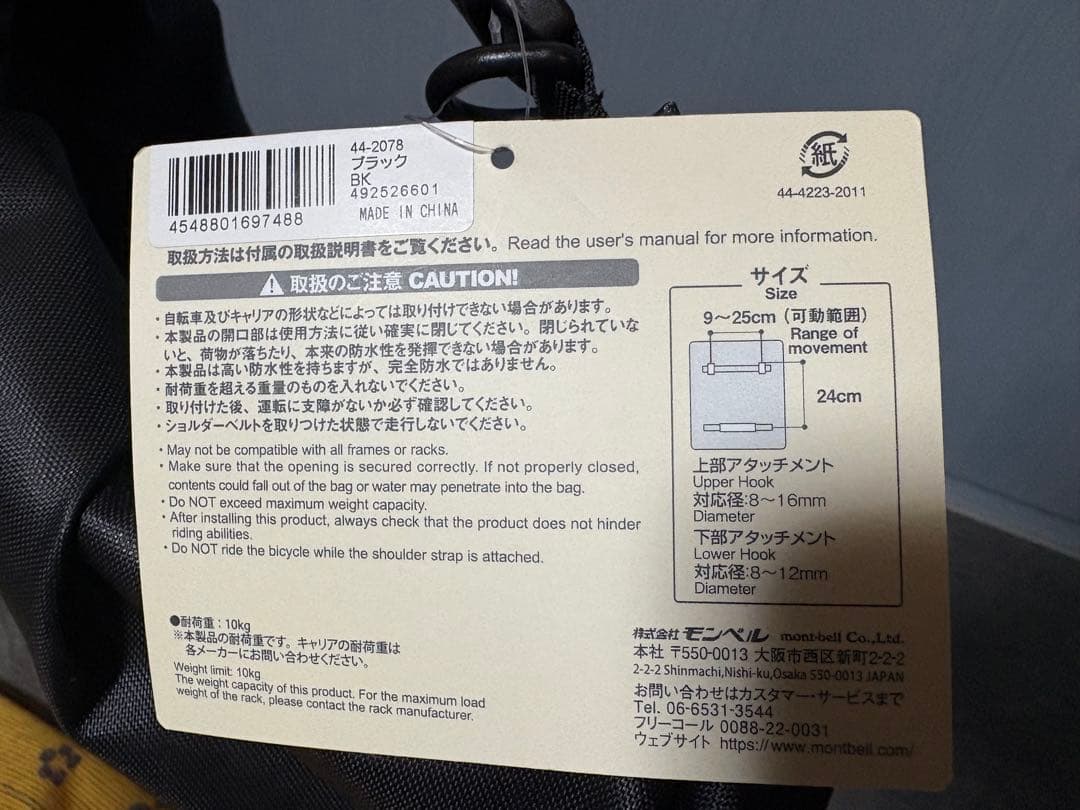 44-2078
ブラック
BK
492526601
4548801697488
MADE IN CHINA
紙
44-4223-2011
取扱方法は付属の取扱説明書をご覧ください。Read the user's manual for more information.
取扱のご注意 CAUTION!
・自転車及びキャリアの形状などによっては取り付けできない場合があります。
・本製品の開口部は使用方法に従い確実に閉じてください。閉じられていな
いと、荷物が落ちたり、本来の防水性を発揮できない場合があります。
・本製品は高い防水性を持ちますが、完全防水ではありません。
・耐荷重を超える重量のものを入れないでください。
・取り付けた後、運転に支障がないか必ず確認してください。
・ショルダーベルトを取りつけた状態で走行しないでください。
・May not be compatible with all frames or racks.
・Make sure that the opening is secured correctly. If not properly closed,
contents could fall out of the bag or water may penetrate into the bag.
・Do NOT exceed maximum weight capacity.
・After installing this product, always check that the product does not hinder
riding abilities.
・Do NOT ride the bicycle while the shoulder strap is attached.
サイズ
Size
9～25cm (可動範囲)
Range of
movement
24cm
上部アタッチメント
Upper Hook
対応径:8～16mm
Diameter
下部アタッチメント
Lower Hook
対応径:8～12mm
Diameter
●耐荷重：10kg
※本製品の耐荷重です。キャリアの耐荷重は
各メーカーにお問い合わせください。
Weight limit: 10kg
The weight capacity of this product. For the maximum load
weight of the rack, please contact the rack manufacturer.
株式会社 モンベル mont-bell Co.,Ltd.
本社 〒550-0013 大阪市西区新町2-2-2
2-2-2 Shinmachi,Nishi-ku,Osaka 550-0013 JAPAN
お問い合わせはカスタマー・サービスまで
Tel. 06-6531-3544
フリーコール 0088-22-0031
ウェブサイト https://www.montbell.com/